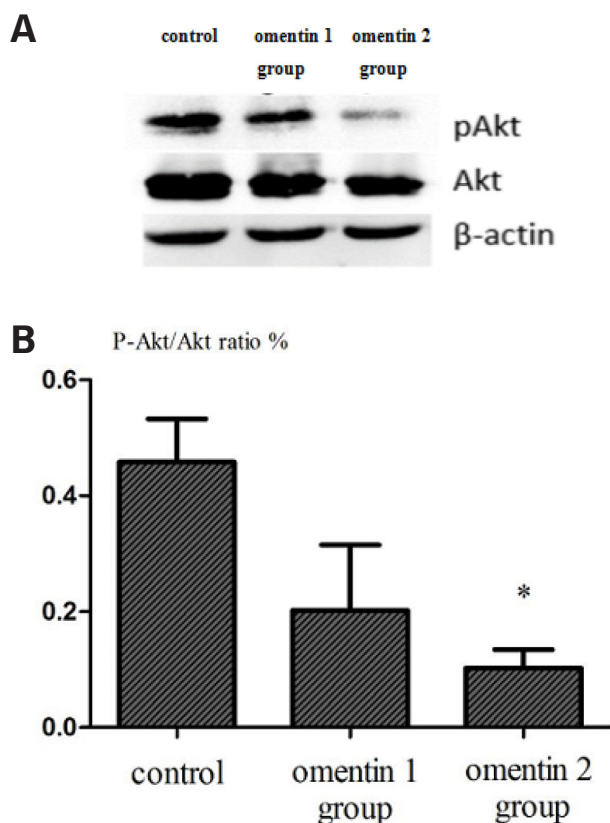 A
control omentin 1 omentin 2
group group
pAkt
Akt
β-actin
B
P-Akt/Akt ratio %
0.6
0.4
0.2
0.0
*
control omentin 1 omentin 2
group group